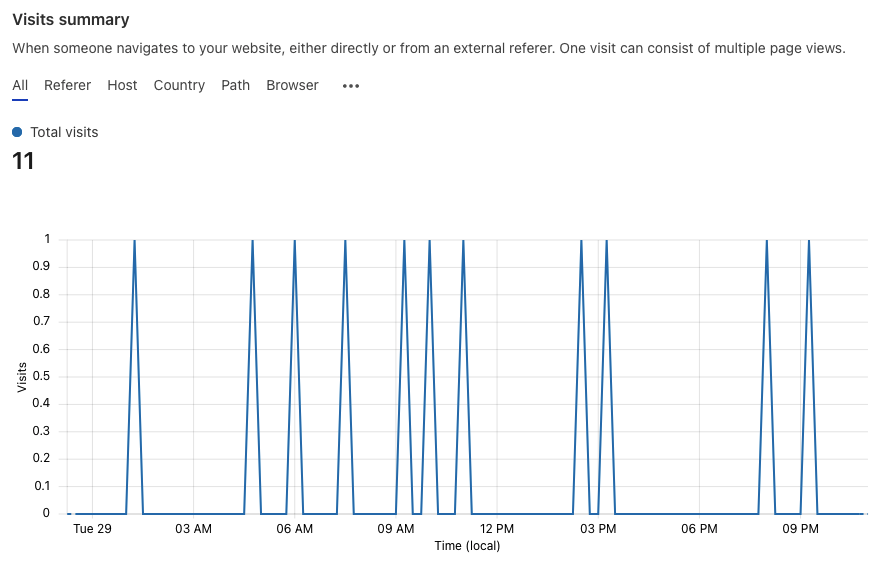 Visits summary
When someone navigates to your website, either directly or from an external referer. One visit can consist of multiple page views.
All Referer Host Country Path Browser •••
Total visits
11
1
0.9
0.8
0.7
0.6
0.5
0.4
0.3
0.2
0.1
0
Visits
Tue 29 03 AM 06 AM 09 AM 12 PM 03 PM 06 PM 09 PM
Time (local)